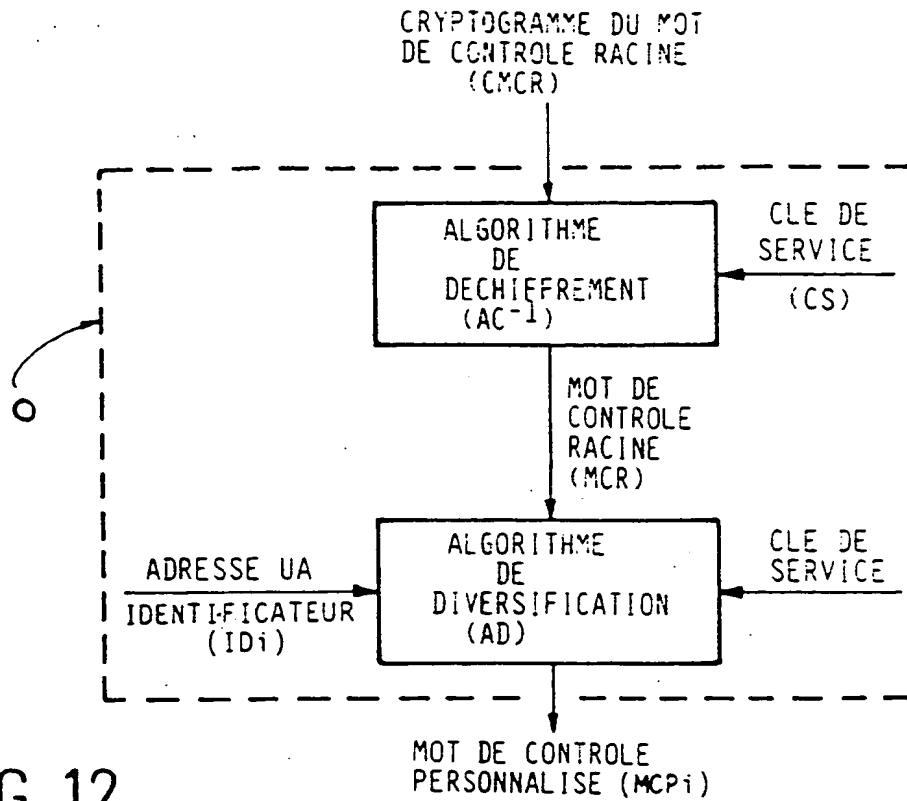 CRYPTOGRAMME DU MOT
DE CONTROLE RACINE
(CMCR)
ALGORITHME
DE
DECHIEFFREMENT
(AC-1)
CLE DE
SERVICE
(CS)
MOT DE
CONTROLE
RACINE
(MCR)
O
ADRESSE UA
IDENTIFICATEUR
(IDi)
ALGORITHME
DE
DIVERSIFICATION
(AD)
CLE DE
SERVICE
MOT DE CONTROLE
PERSONNALISE (MCPi)
G 12